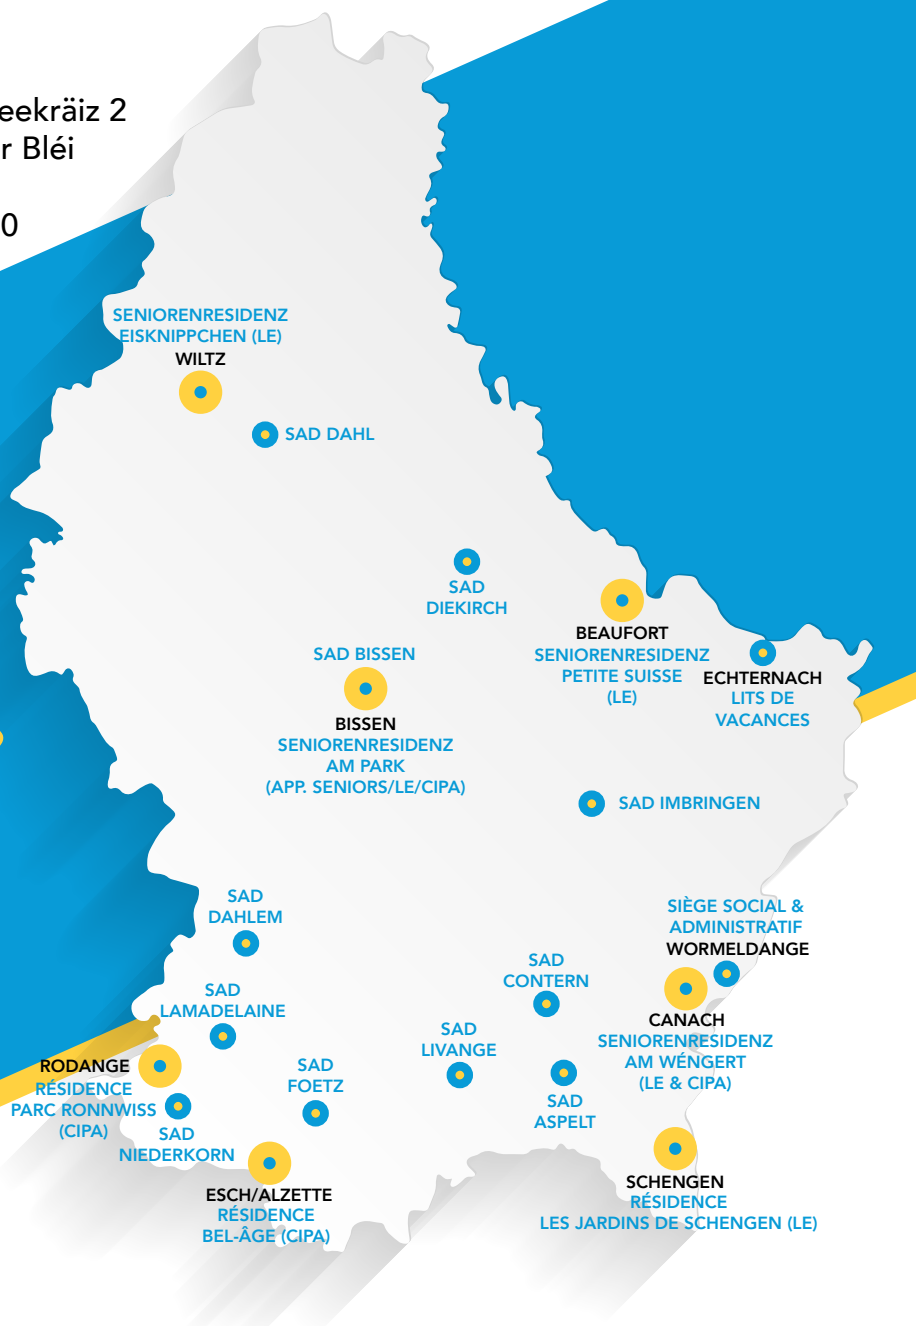 eekräiz 2
r Bléi
0
SENIORENRESIDENZ
EISKNIPPCHEN (LE)
WILTZ
SAD DAHL
SAD
DIEKIRCH
BEAUFORT
SENIORENRESIDENZ
PETITE SUISSE
(LE)
ECHTERNACH
LITS DE
VACANCES
SAD BISSEN
BISSEN
SENIORENRESIDENZ
AM PARK
(APP. SENIORS/LE/CIPA)
SAD IMBRINGEN
SAD
DAHLEM
SIÈGE SOCIAL &
ADMINISTRATIF
WORMELDANGE
SAD
CONTERN
SAD
LAMADELAINE
CANACH
SENIORENRESIDENZ
AM WÉNGERT
(LE & CIPA)
SAD
LIVANGE
RODANGE
RÉSIDENCE
PARC RONNWISS
(CIPA)
SAD
FOETZ
SAD
ASPELT
SAD
NIEDERKORN
ESCH/ALZETTE
RÉSIDENCE
BEL-ÂGE (CIPA)
SCHENGEN
RÉSIDENCE
LES JARDINS DE SCHENGEN (LE)